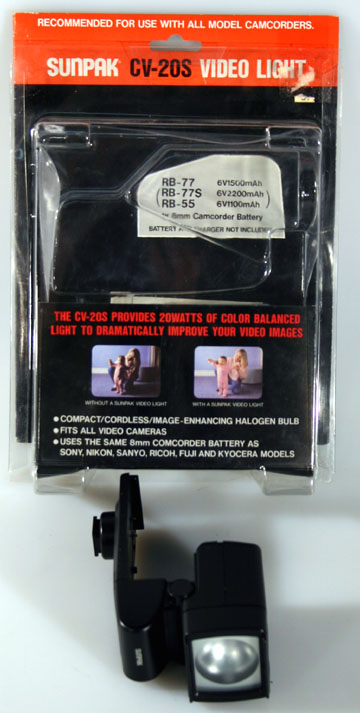 RECOMMENDED FOR USE WITH ALL MODEL CAMCORDERS.
SUNPAK CV-20S VIDEO LIGHT
RB-77 6V1500mAh
RB-77S 6V2200mAh
RB-55 6V1100mAh
8mm Camcorder Battery
BATTERY AND CHARGER NOT INCLUDED
THE CV-20S PROVIDES 20WATTS OF COLOR BALANCED
LIGHT TO DRAMATICALLY IMPROVE YOUR VIDEO IMAGES
WITHOUT A SUNPAK VIDEO LIGHT
WITH A SUNPAK VIDEO LIGHT
• COMPACT/CORDLESS/IMAGE-ENHANCING HALOGEN BULB
• FITS ALL VIDEO CAMERAS
• USES THE SAME 8mm COMCORDER BATTERY AS
SONY, NIKON, SANYO, RICOH, FUJI AND KYOCERA MODELS
SUNPAK